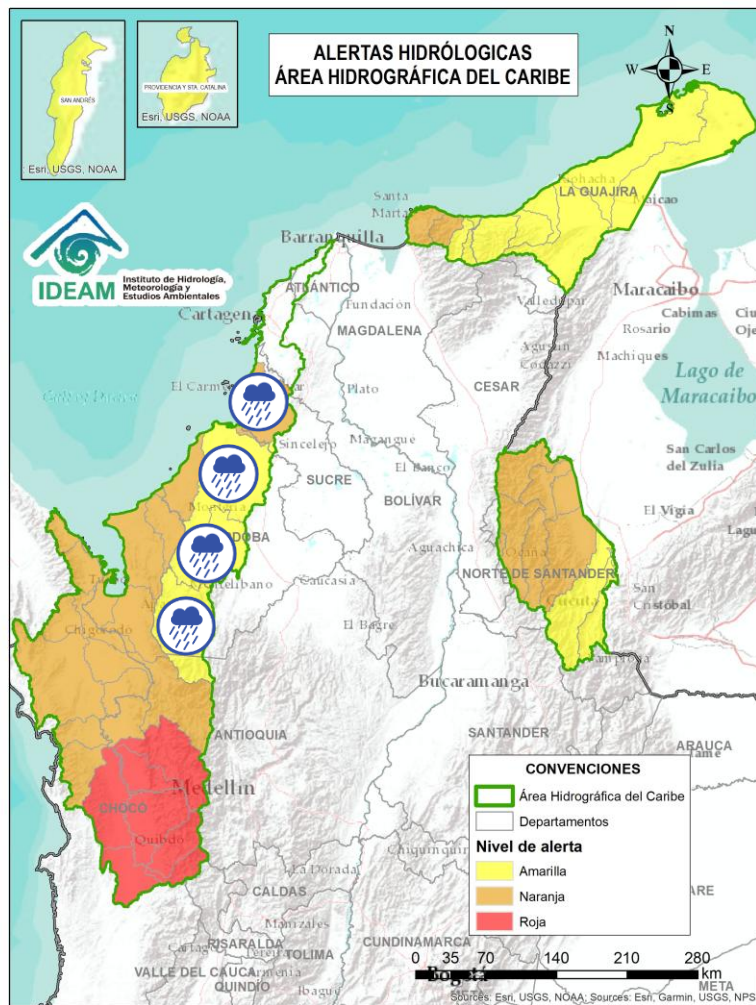 ALERTAS HIDRÓLOGICAS
ÁREA HIDROGRÁFICA DEL CARIBE
N
W
E
S
SAN ANDRÉS
Esri, USGS, NOAA
PROVIDENCIA Y STA. CATALINA
Esri, USGS, NOAA
IDEAM
Instituto de Hidrología,
Meteorología y
Estudios Ambientales
LA GUAJIRA
Maicao
Santa
Marta
Barranquilla
ATLÁNTICO
Cartagena
Fundación
MAGDALENA
Valledupar
Maracaibo
Cabimas
Rosario
Machiques
Agustín
Codazzi
CESAR
Lago de
Maracaibo
El Carmen
Plato
Sincelejo
Magangue
El Banco
SUCRE
BOLÍVAR
San Carlos
del Zulia
El Vigía
Montería
Aguachica
Ocaña
NORTE DE SANTANDER
Caucasia
Cúcuta
San
Cristóbal
Chigorodó
El Bagre
Pamplona
Bucaramanga
ANTIOQUIA
SANTANDER
ARAUCA
Medellín
CHOCÓ
Quibdó
La Dorada
CALDAS
Manizales
RISARALDA
TOLIMA
CUNDINAMARCA
VALLE DEL CAUCA
Armenia
QUINDÍO
Ibagué
Bogotá
META
CONVENCIONES
Área Hidrográfica del Caribe
Departamentos
Nivel de alerta
Amarilla
Naranja
Roja
0 35 70 140 210 280
km
Sources: Esri, USGS, NOAA; Sources: Esri, Garmin, USGS, NPS